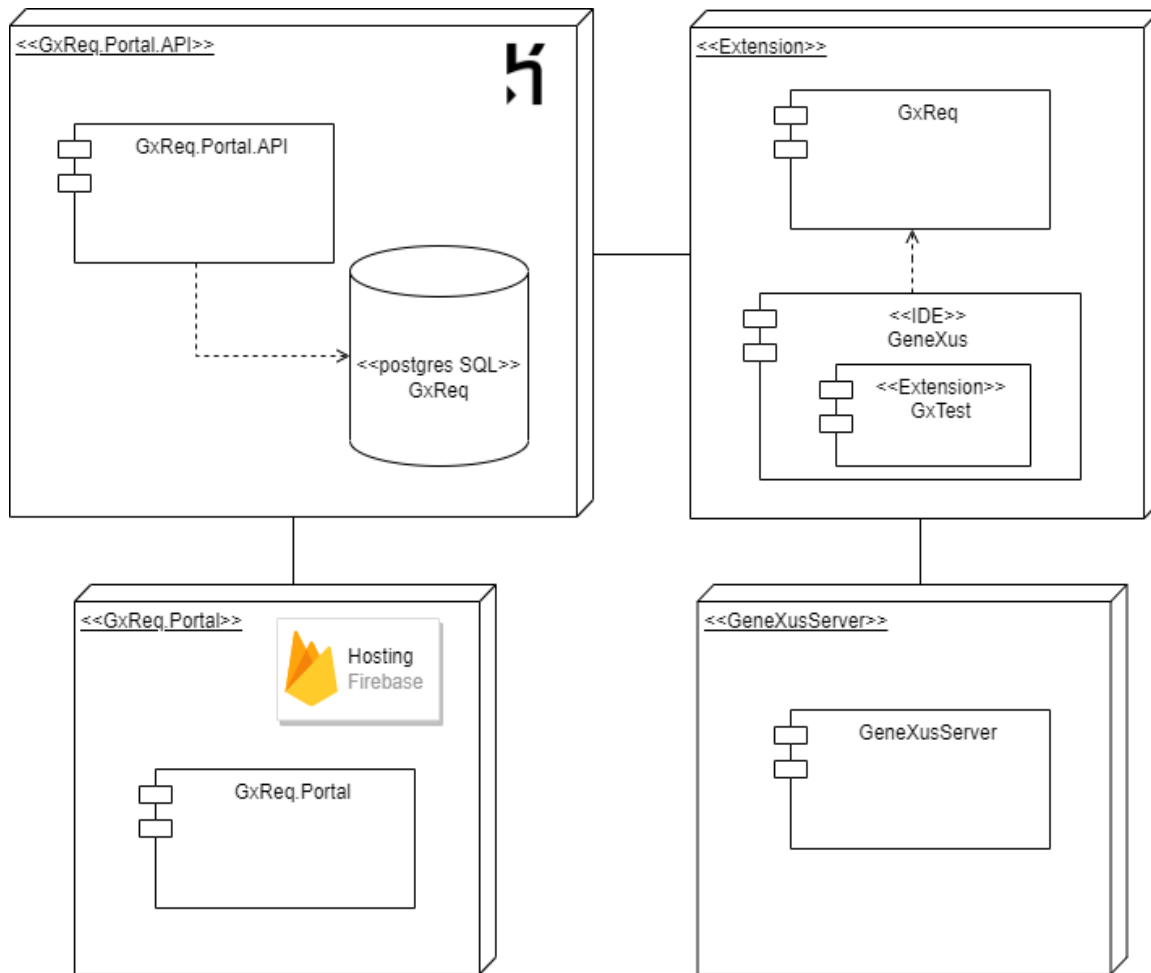 <<GxReq.Portal.API>>
GxReq.Portal.API
<<postgres SQL>>
GxReq
<<Extension>>
GxReq
<<IDE>>
GeneXus
<<Extension>>
GxTest
<<GxReq.Portal>>
Hosting
Firebase
GxReq.Portal
<<GeneXusServer>>
GeneXusServer